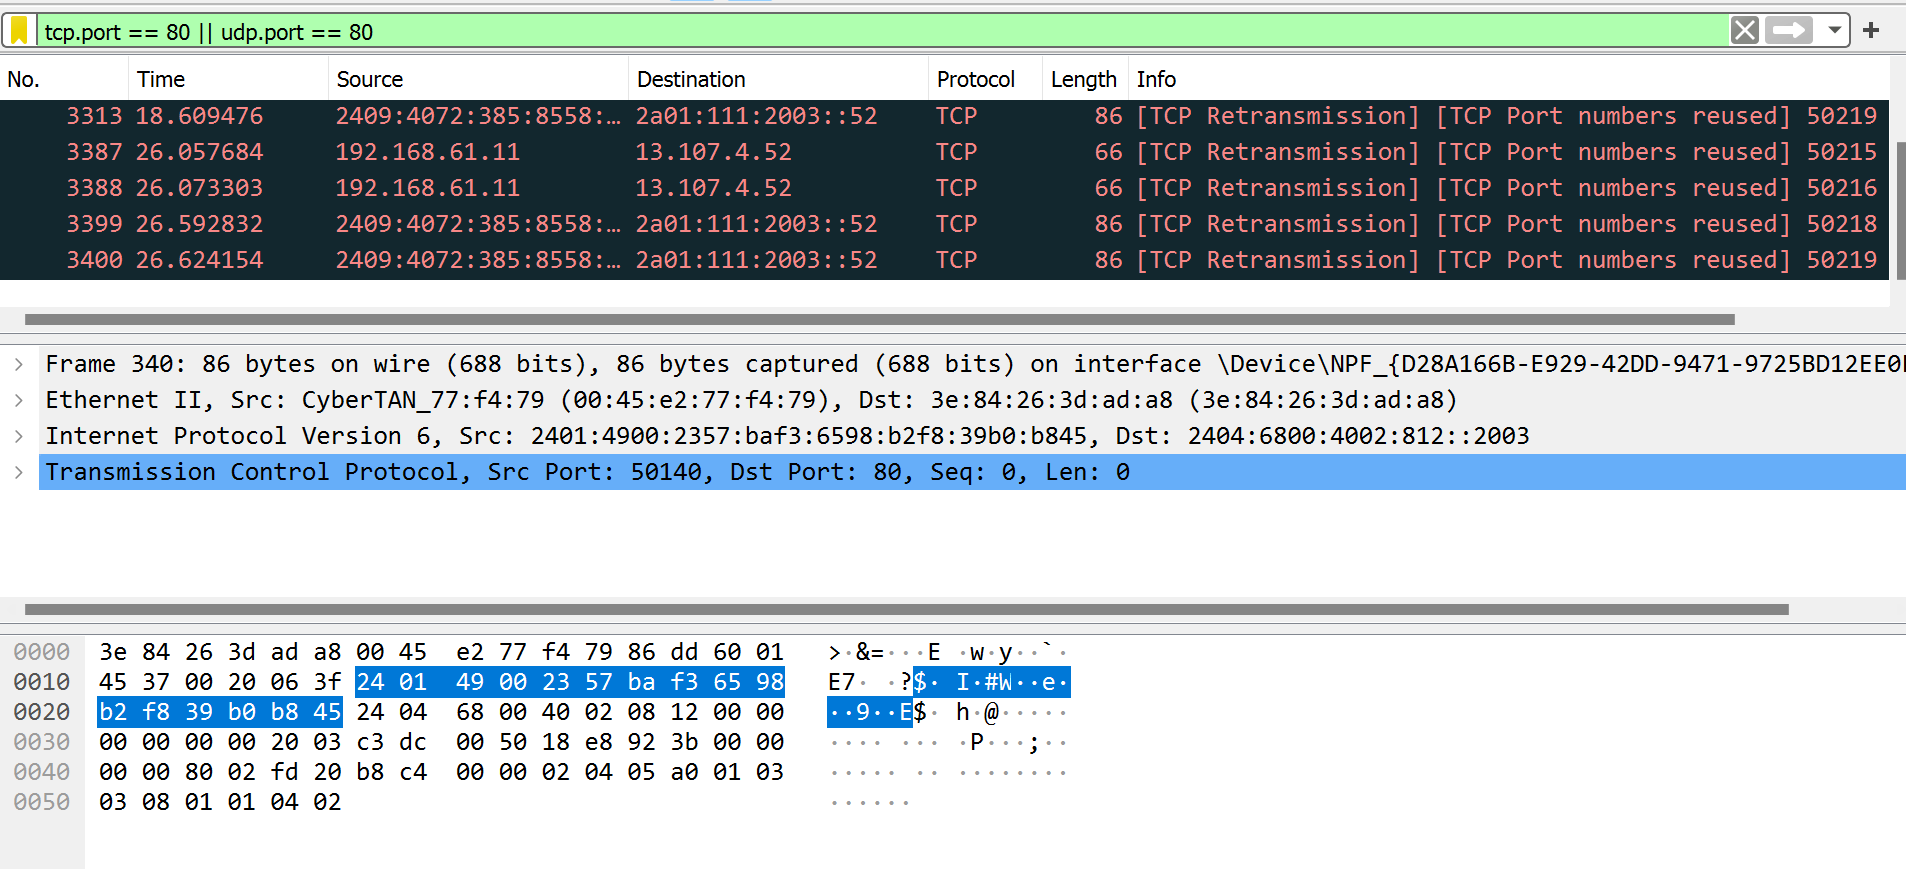 tcp.port == 80 || udp.port == 80
No. Time Source Destination Protocol Length Info
3313 18.609476 2409:4072:385:8558:… 2a01:111:2003::52 TCP 86 [TCP Retransmission] [TCP Port numbers reused] 50219
3387 26.057684 192.168.61.11 13.107.4.52 TCP 66 [TCP Retransmission] [TCP Port numbers reused] 50215
3388 26.073303 192.168.61.11 13.107.4.52 TCP 66 [TCP Retransmission] [TCP Port numbers reused] 50216
3399 26.592832 2409:4072:385:8558:… 2a01:111:2003::52 TCP 86 [TCP Retransmission] [TCP Port numbers reused] 50218
3400 26.624154 2409:4072:385:8558:… 2a01:111:2003::52 TCP 86 [TCP Retransmission] [TCP Port numbers reused] 50219
Frame 340: 86 bytes on wire (688 bits), 86 bytes captured (688 bits) on interface \Device\NPF_{D28A166B-E929-42DD-9471-9725BD12EE0
Ethernet II, Src: CyberTAN_77:f4:79 (00:45:e2:77:f4:79), Dst: 3e:84:26:3d:ad:a8 (3e:84:26:3d:ad:a8)
Internet Protocol Version 6, Src: 2401:4900:2357:baf3:6598:b2f8:39b0:b845, Dst: 2404:6800:4002:812::2003
Transmission Control Protocol, Src Port: 50140, Dst Port: 80, Seq: 0, Len: 0
0000 3e 84 26 3d ad a8 00 45 e2 77 f4 79 86 dd 60 01 >·&=···E ·w·y··`·
0010 45 37 00 20 06 3f 24 01 49 00 23 57 ba f3 65 98 E7· ·?$· I·#W··e·
0020 b2 f8 39 b0 b8 45 24 04 68 00 40 02 08 12 00 00 ··9··E$· h·@·····
0030 00 00 00 00 20 03 c3 dc 00 50 18 e8 92 3b 00 00 ···· ··· ·P···;··
0040 00 00 80 02 fd 20 b8 c4 00 00 02 04 05 a0 01 03 ····· ·· ········
0050 03 08 01 01 04 02 ······